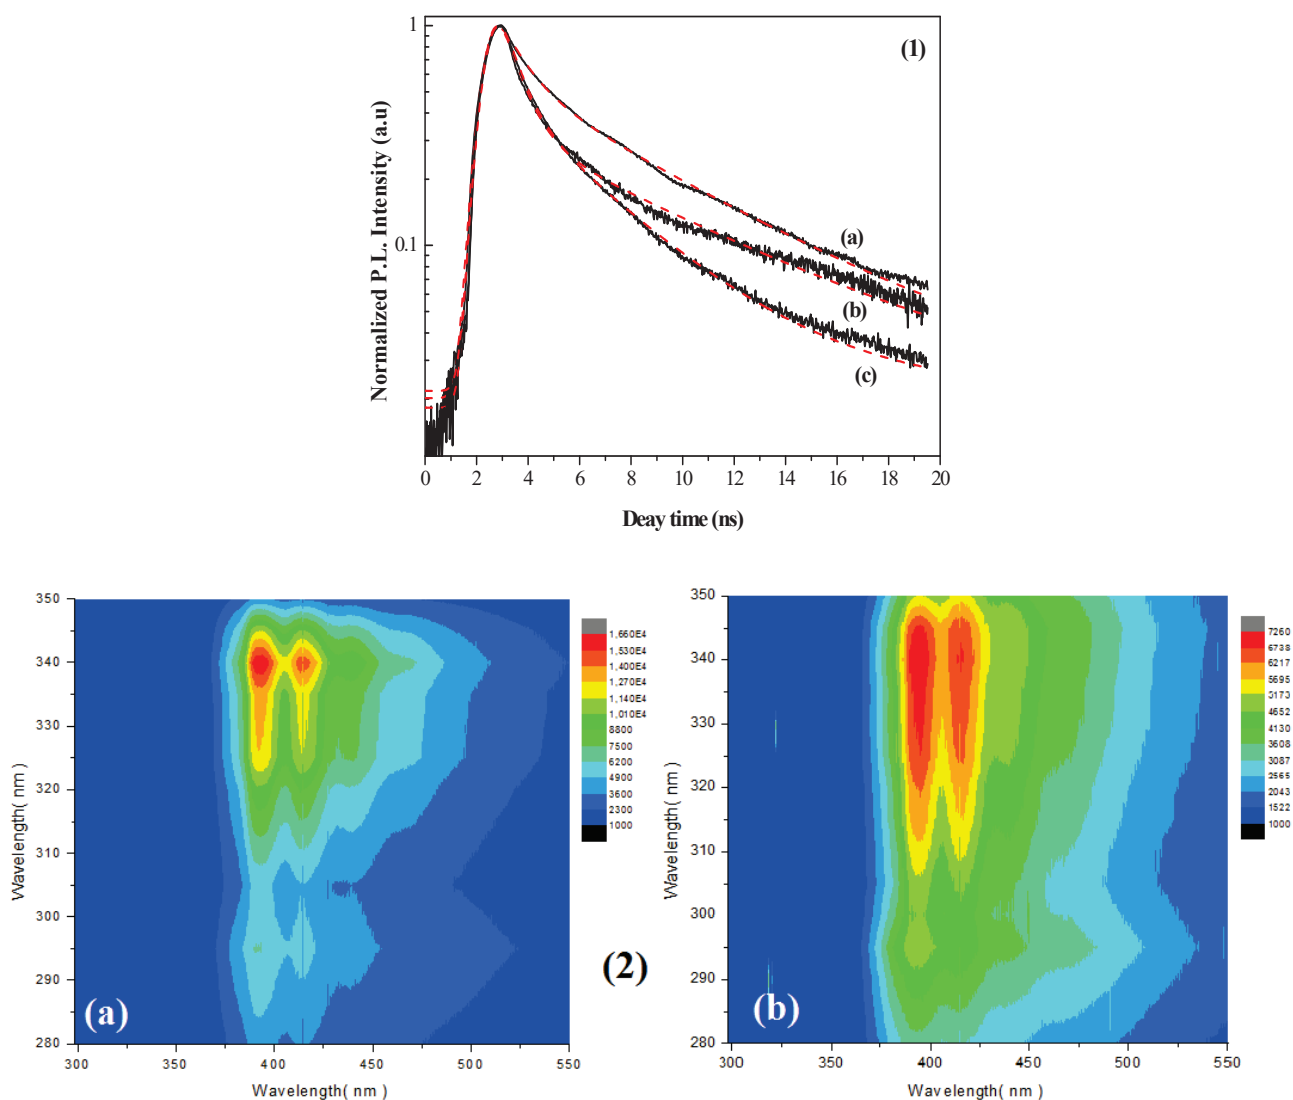 (1)
Normalized P.L. Intensity (a.u)
1
0.1
(a)
(b)
(c)
0 2 4 6 8 10 12 14 16 18 20
Deay time (ns)
350
340
330
320
310
300
290
280
Wavelength( nm )
300 350 400 450 500 550
Wavelength( nm )
(a)
1,660E4
1,530E4
1,400E4
1,270E4
1,140E4
1,010E4
8800
7500
6200
4900
3600
2300
1000
(2)
350
340
330
320
310
300
290
280
Wavelength( nm )
300 350 400 450 500 550
Wavelength( nm )
(b)
7260
6738
6217
5695
5173
4652
4130
3608
3087
2565
2043
1522
1000